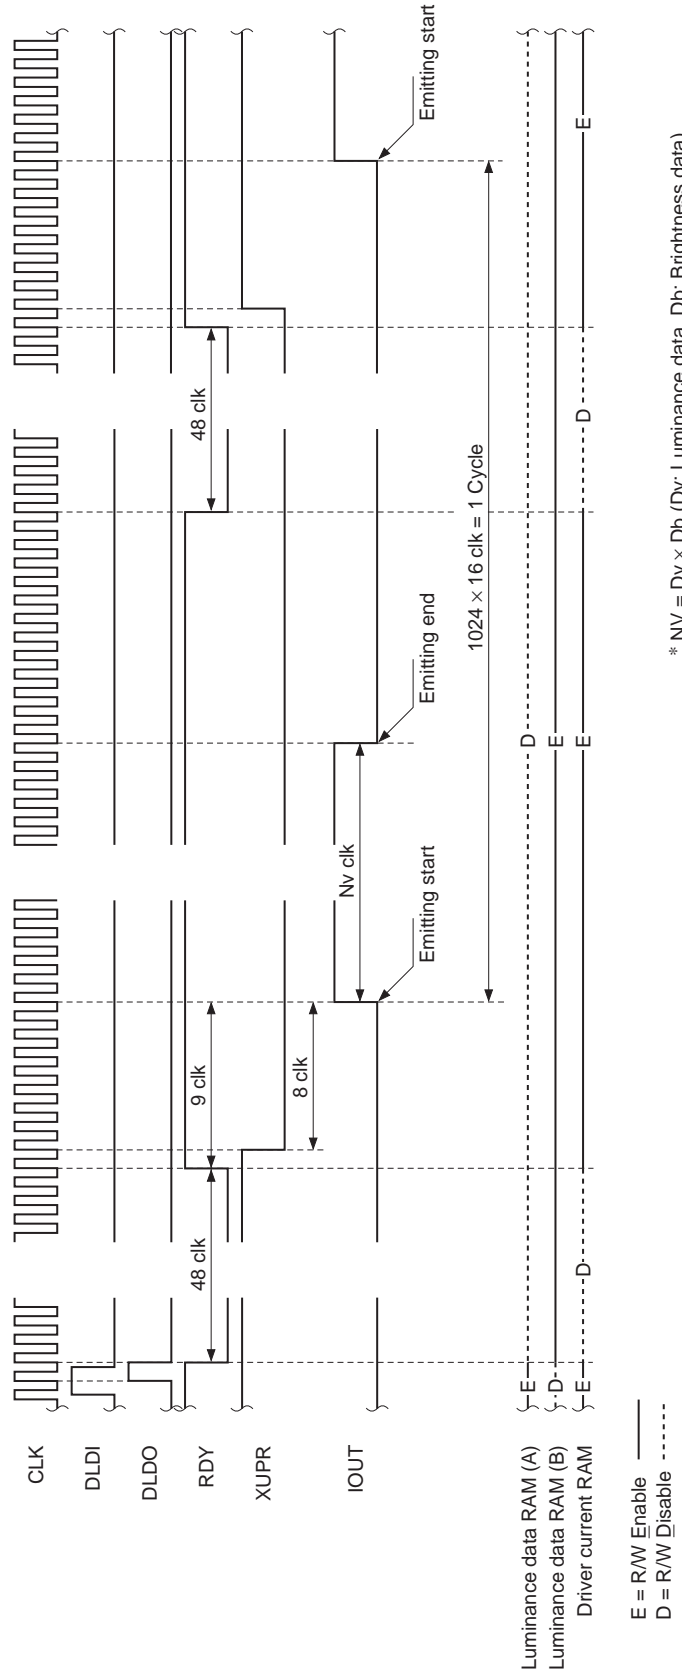 CLK
DLDI
DLDO
RDY
48 clk
9 clk
48 clk
XUPR
8 clk
IOUT
Nv clk
Emitting start
Emitting end
Emitting start
1024 × 16 clk = 1 Cycle
Luminance data RAM (A)
E
D
Luminance data RAM (B)
D
E
Driver current RAM
E
D
E
D
E
E = R/W Enable
D = R/W Disable
* NV = Dv × Db (Dv: Luminance data, Db: Brightness data)